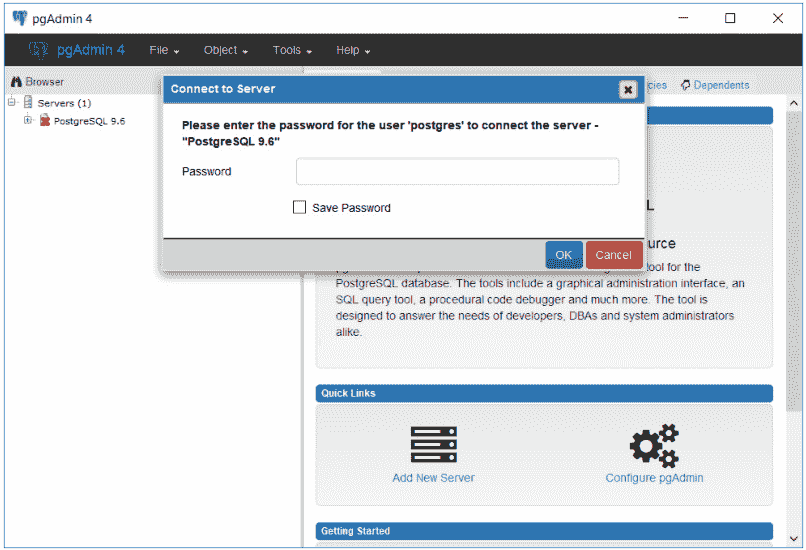 pgAdmin 4
pgAdmin 4 File Object Tools Help
Browser
Servers (1)
PostgreSQL 9.6
Dependents
Connect to Server
Please enter the password for the user 'postgres' to connect the server -
"PostgreSQL 9.6"
Password
Save Password
OK Cancel
tool for the
PostgreSQL database. The tools include a graphical administration interface, an
SQL query tool, a procedural code debugger and much more. The tool is
designed to answer the needs of developers, DBAs and system administrators
alike.
Quick Links
Add New Server
Configure pgAdmin
Getting Started